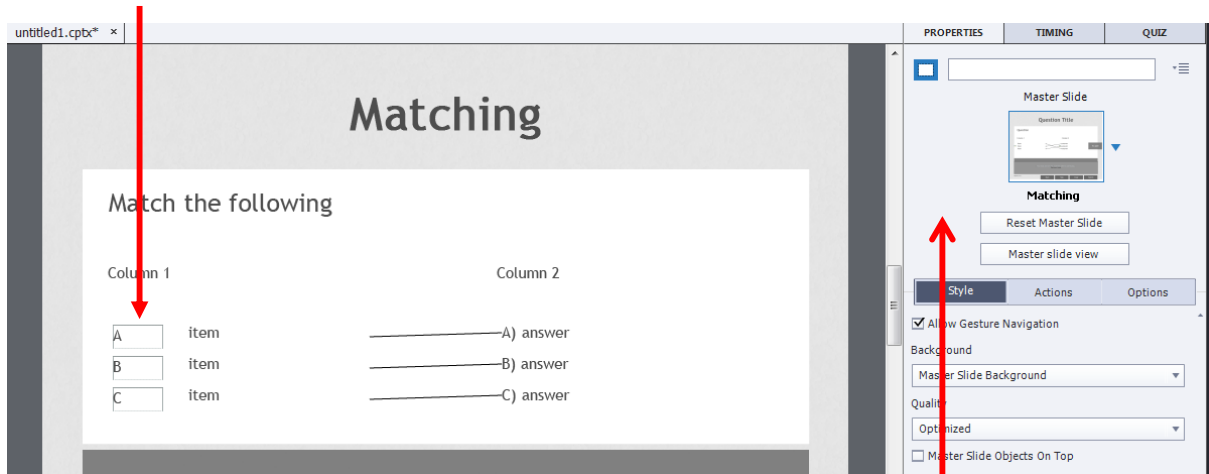 untitled1.cptx* ×
PROPERTIES TIMING QUIZ
Matching
Match the following
Column 1 Column 2
A item A) answer
B item B) answer
C item C) answer
Master Slide
Question Title
Matching
Reset Master Slide
Master slide view
Style Actions Options
Allow Gesture Navigation
Background
Master Slide Background
Quality
Optimized
Master Slide Objects On Top